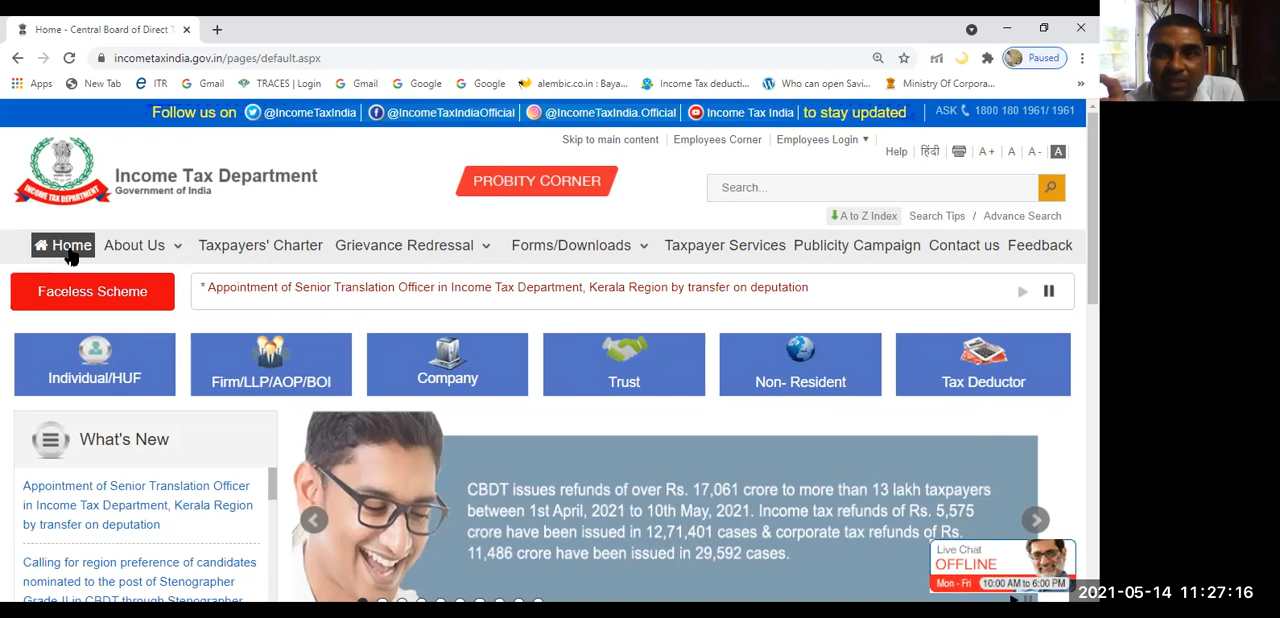 Home - Central Board of Direct T
incometaxindia.gov.in/pages/default.aspx
Paused
Apps New Tab ITR Gmail TRACES | Login Gmail Google Google alembic.co.in : Baya... Income Tax deducti... Who can open Savi... Ministry Of Corpora... »
Follow us on @IncomeTaxIndia | @IncomeTaxIndiaOfficial | @IncomeTaxIndia.Official | Income Tax India | to stay updated | ASK 1800 180 1961/ 1961
Skip to main content | Employees Corner | Employees Login
Help | हिंदी | A+ | A | A- | A
Income Tax Department
Government of India
PROBITY CORNER
Search...
A to Z Index Search Tips / Advance Search
Home About Us Taxpayers' Charter Grievance Redressal Forms/Downloads Taxpayer Services Publicity Campaign Contact us Feedback
Faceless Scheme
* Appointment of Senior Translation Officer in Income Tax Department, Kerala Region by transfer on deputation
Individual/HUF Firm/LLP/AOP/BOI Company Trust Non- Resident Tax Deductor
What's New
Appointment of Senior Translation Officer
in Income Tax Department, Kerala Region
by transfer on deputation
Calling for region preference of candidates
nominated to the post of Stenographer
Grade II in CBDT through Stenographer
CBDT issues refunds of over Rs. 17,061 crore to more than 13 lakh taxpayers
between 1st April, 2021 to 10th May, 2021. Income tax refunds of Rs. 5,575
crore have been issued in 12,71,401 cases & corporate tax refunds of Rs.
11,486 crore have been issued in 29,592 cases.
Live Chat
OFFLINE
Mon - Fri 10:00 AM to 6:00 PM
2021-05-14 11:27:16